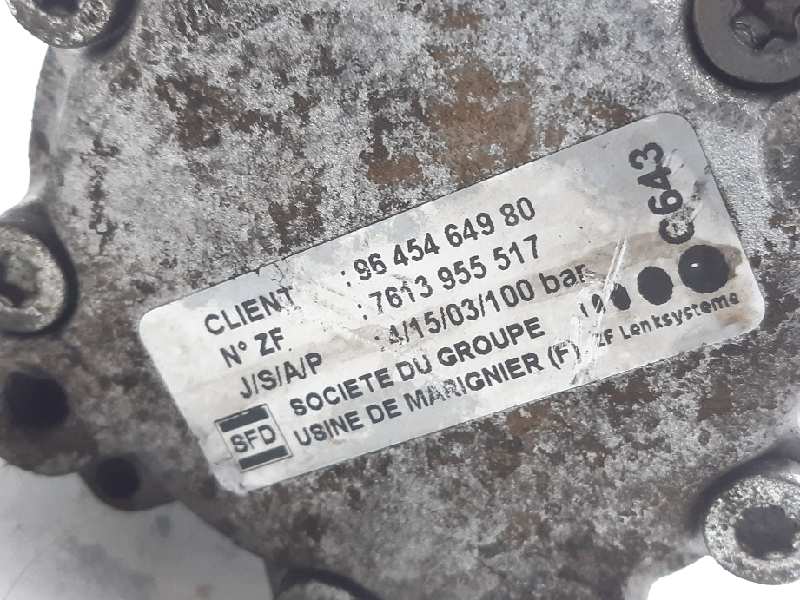 CLIENT : 96 454 649 80
N° ZF : 7613 955 517
J/S/A/P : 4/15/03/100 bar
SFD SOCIETE DU GROUPE
USINE DE MARIGNIER (F)
ZF Lenksysteme
C643